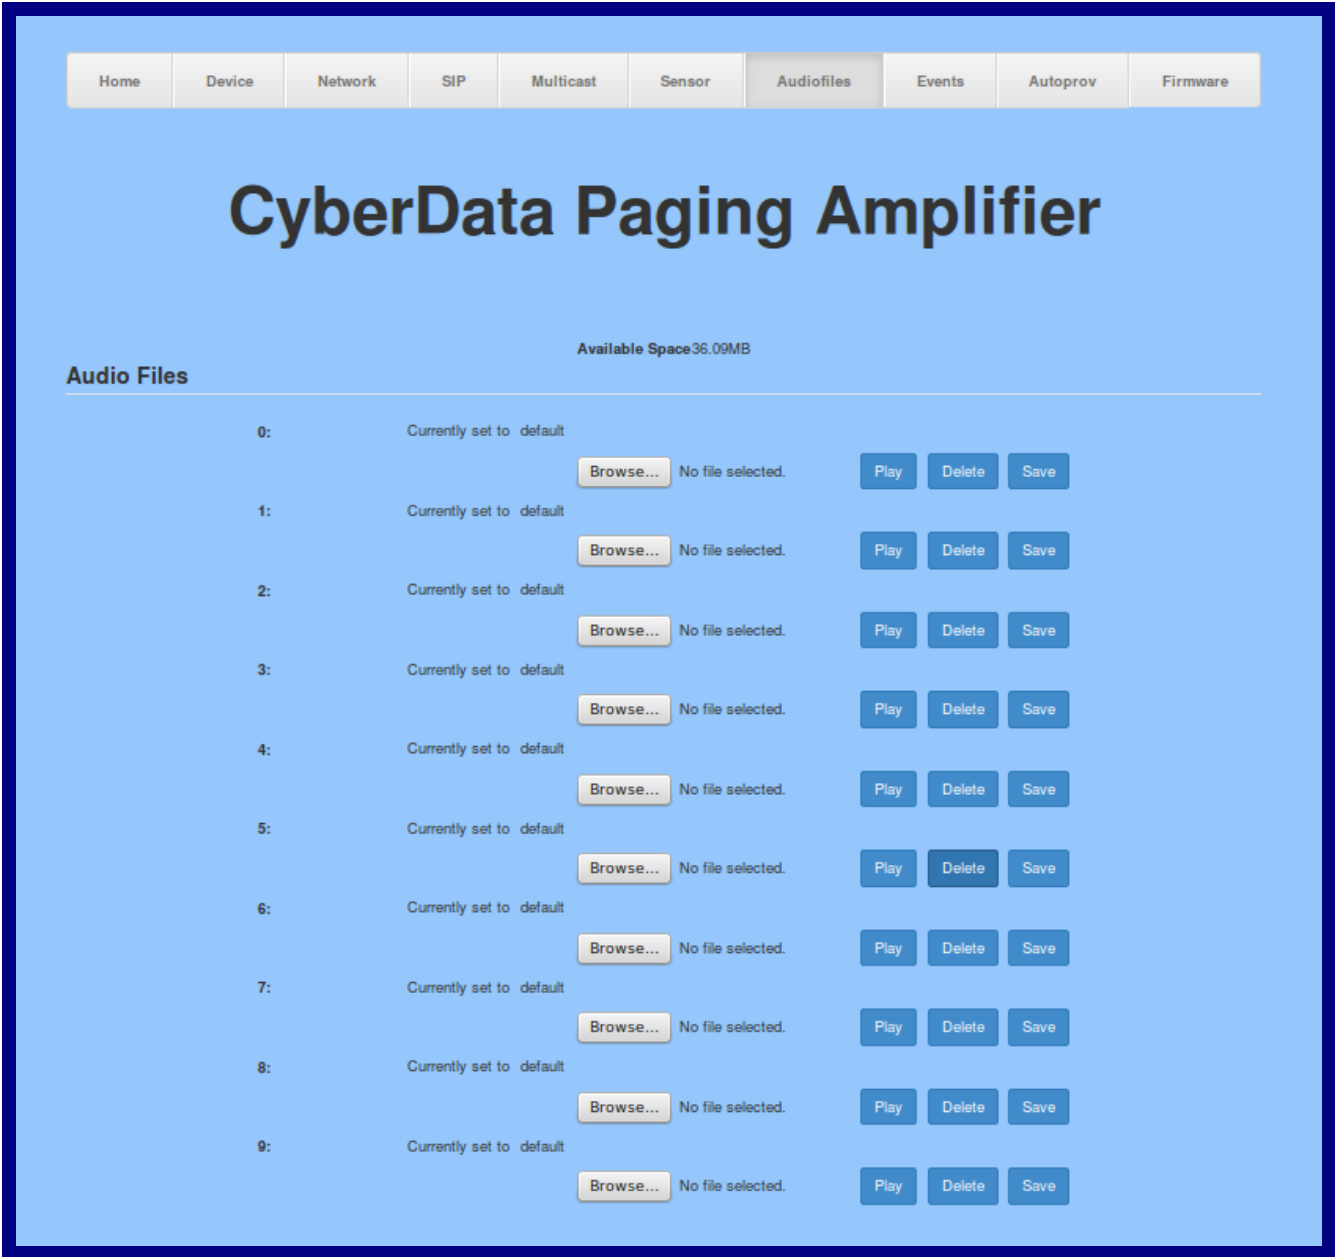 Home Device Network SIP Multicast Sensor Audiofiles Events Autoprov Firmware
CyberData Paging Amplifier
Available Space36.09MB
Audio Files
0: Currently set to default
Browse... No file selected. Play Delete Save
1: Currently set to default
Browse... No file selected. Play Delete Save
2: Currently set to default
Browse... No file selected. Play Delete Save
3: Currently set to default
Browse... No file selected. Play Delete Save
4: Currently set to default
Browse... No file selected. Play Delete Save
5: Currently set to default
Browse... No file selected. Play Delete Save
6: Currently set to default
Browse... No file selected. Play Delete Save
7: Currently set to default
Browse... No file selected. Play Delete Save
8: Currently set to default
Browse... No file selected. Play Delete Save
9: Currently set to default
Browse... No file selected. Play Delete Save